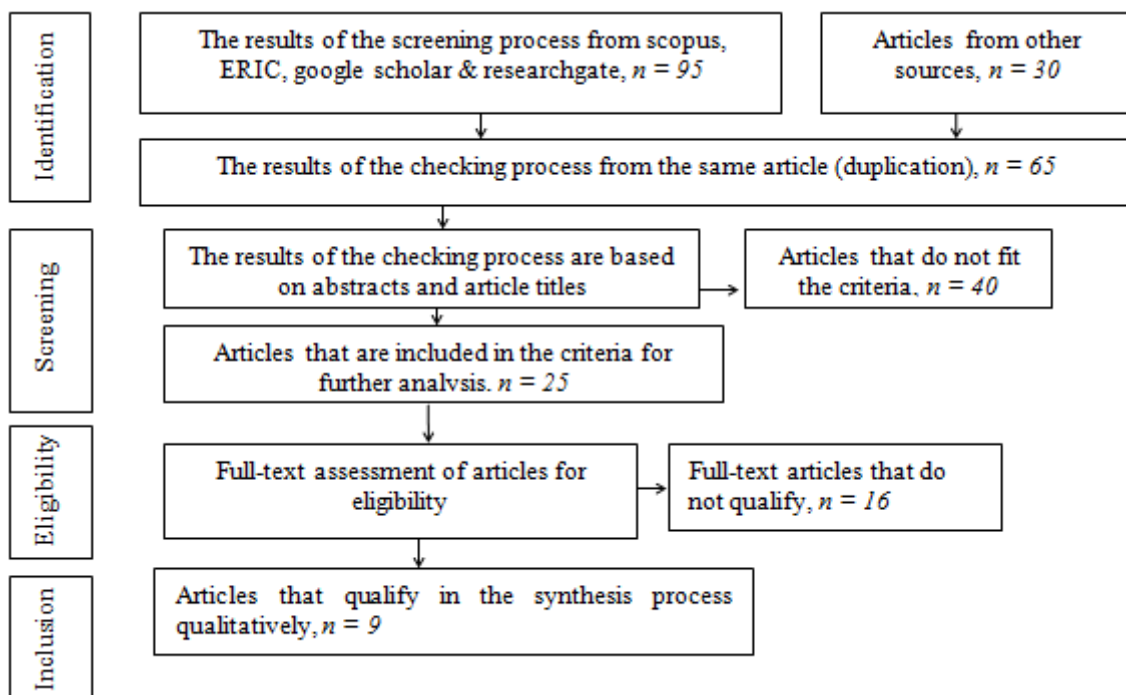 Identification
The results of the screening process from scopus,
ERIC, google scholar & researchgate, n = 95
Articles from other
sources, n = 30
The results of the checking process from the same article (duplication), n = 65
Screening
The results of the checking process are based
on abstracts and article titles
Articles that do not fit
the criteria. n = 40
Articles that are included in the criteria for
further analysis. n = 25
Eligibility
Full-text assessment of articles for
eligibility
Full-text articles that do
not qualify, n = 16
Inclusion
Articles that qualify in the synthesis process
qualitatively, n = 9